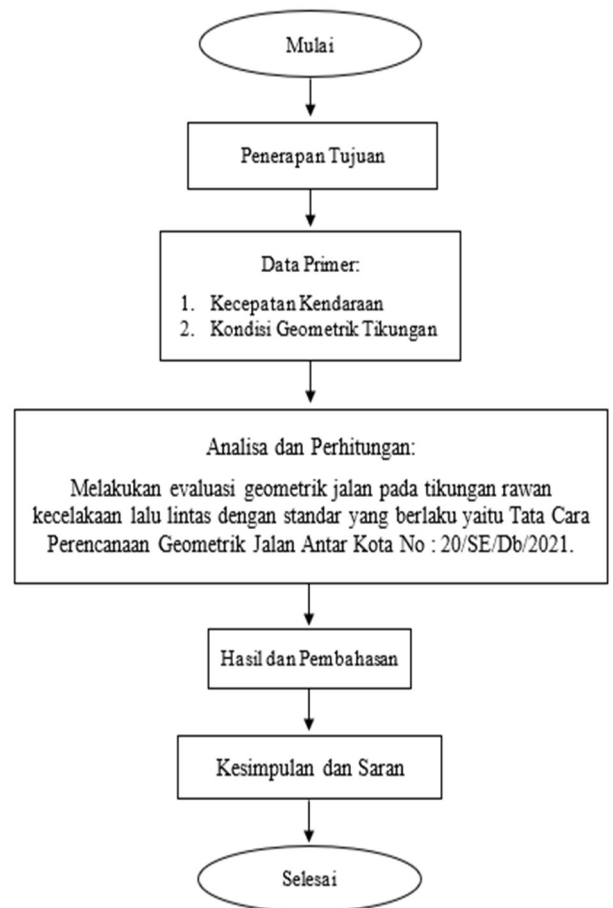 Mulai
Penerapan Tujuan
Data Primer:
1. Kecepatan Kendaraan
2. Kondisi Geometrik Tikungan
Analisa dan Perhitungan:
Melakukan evaluasi geometrik jalan pada tikungan rawan
kecelakaan lalu lintas dengan standar yang berlaku yaitu Tata Cara
Perencanaan Geometrik Jalan Antar Kota No : 20/SE/Db/2021.
Hasil dan Pembahasan
Kesimpulan dan Saran
Selesai